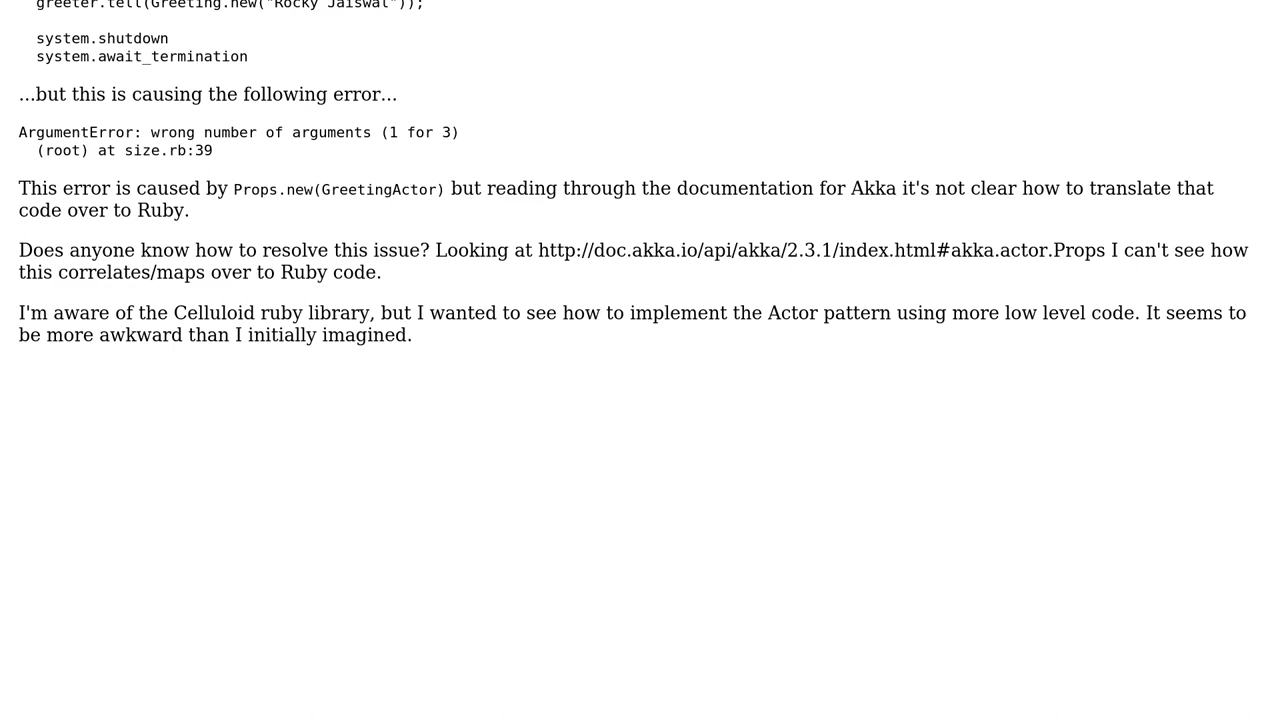 greeter.tell(Greeting.new("Rocky Jaiswal"));
system.shutdown
system.await_termination
...but this is causing the following error...
ArgumentError: wrong number of arguments (1 for 3)
(root) at size.rb:39
This error is caused by Props.new(GreetingActor) but reading through the documentation for Akka it's not clear how to translate that
code over to Ruby.
Does anyone know how to resolve this issue? Looking at http://doc.akka.io/api/akka/2.3.1/index.html#akka.actor.Props I can't see how
this correlates/maps over to Ruby code.
I'm aware of the Celluloid ruby library, but I wanted to see how to implement the Actor pattern using more low level code. It seems to
be more awkward than I initially imagined.